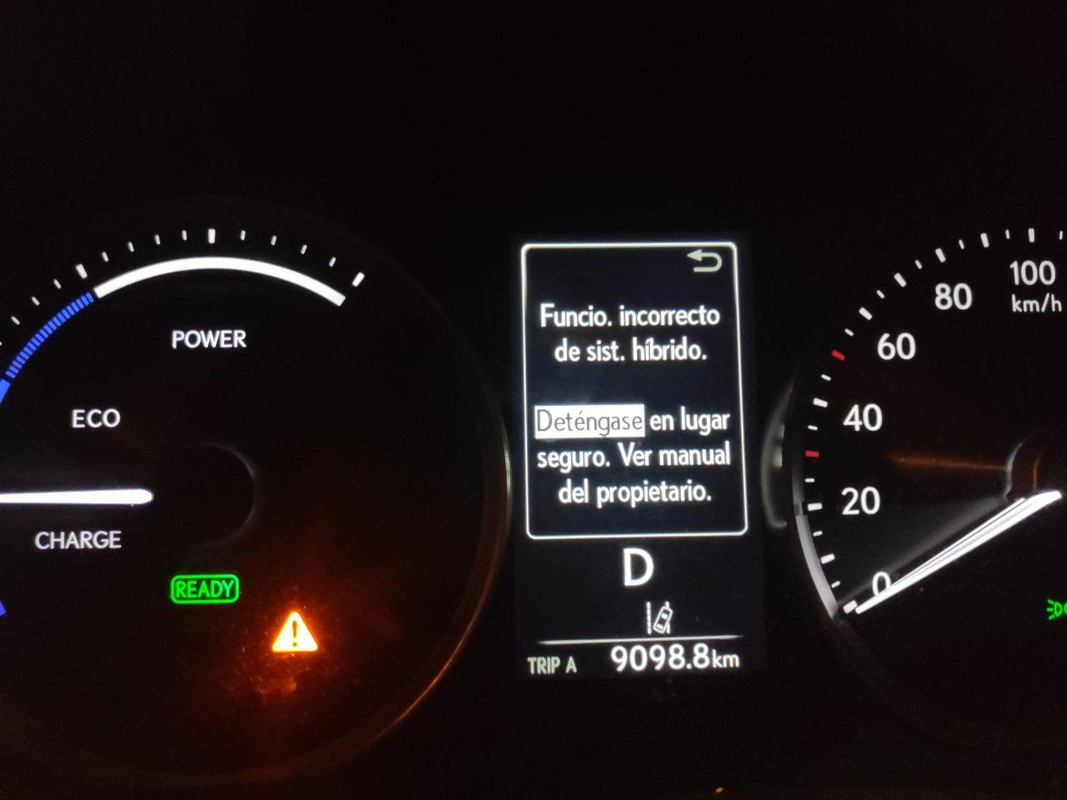 POWER
ECO
CHARGE
READY
Funcio. incorrecto
de sist. híbrido.
Deténgase en lugar
seguro. Ver manual
del propietario.
D
TRIP A 9098.8km
100
km/h
80
60
40
20
0